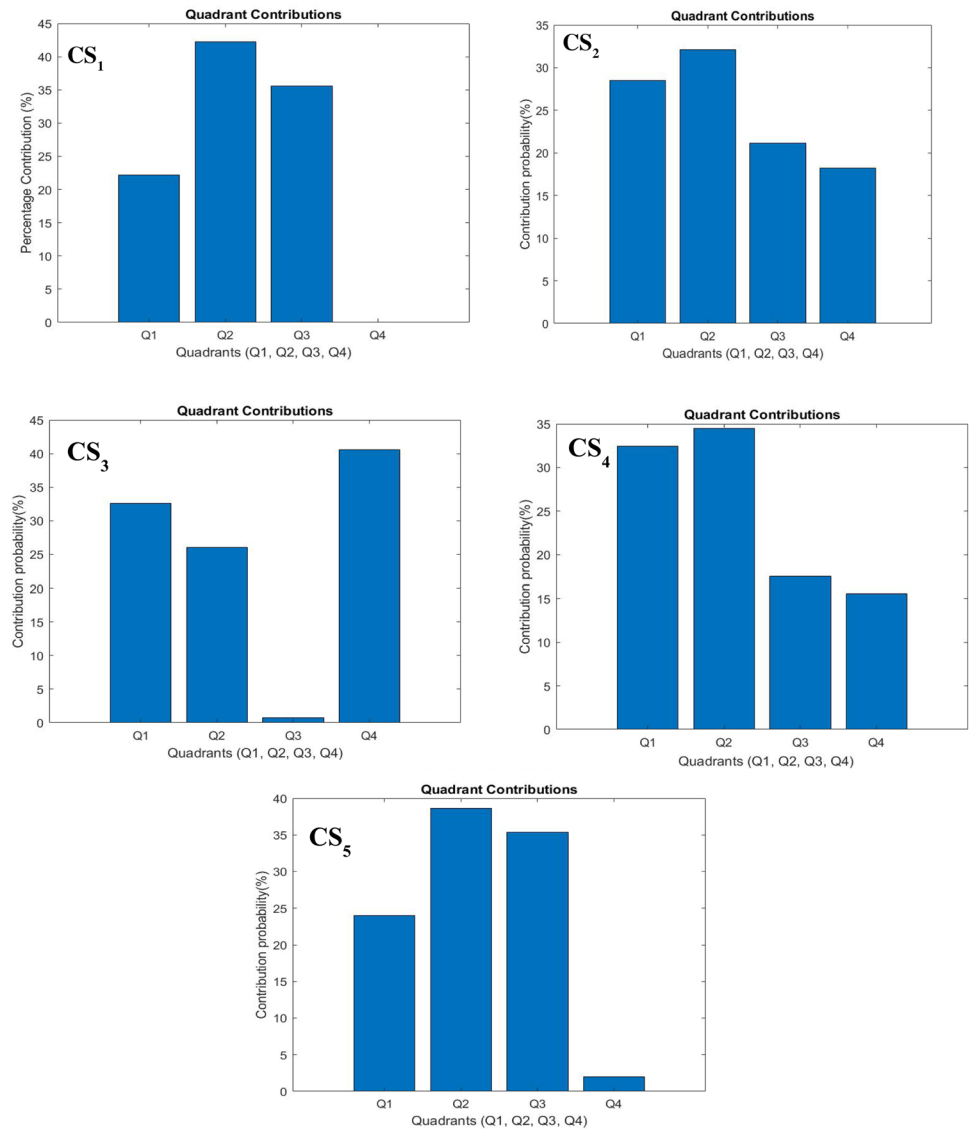 Quadrant Contributions
CS1
Percentage Contribution (%)
45
40
35
30
25
20
15
10
5
0
Q1 Q2 Q3 Q4
Quadrants (Q1, Q2, Q3, Q4)
Quadrant Contributions
CS2
Contribution probability(%)
35
30
25
20
15
10
5
0
Q1 Q2 Q3 Q4
Quadrants (Q1, Q2, Q3, Q4)
Quadrant Contributions
CS3
Contribution probability(%)
45
40
35
30
25
20
15
10
5
0
Q1 Q2 Q3 Q4
Quadrants (Q1, Q2, Q3, Q4)
Quadrant Contributions
CS4
Contribution probability(%)
35
30
25
20
15
10
5
0
Q1 Q2 Q3 Q4
Quadrants (Q1, Q2, Q3, Q4)
Quadrant Contributions
CS5
Contribution probability(%)
40
35
30
25
20
15
10
5
0
Q1 Q2 Q3 Q4
Quadrants (Q1, Q2, Q3, Q4)